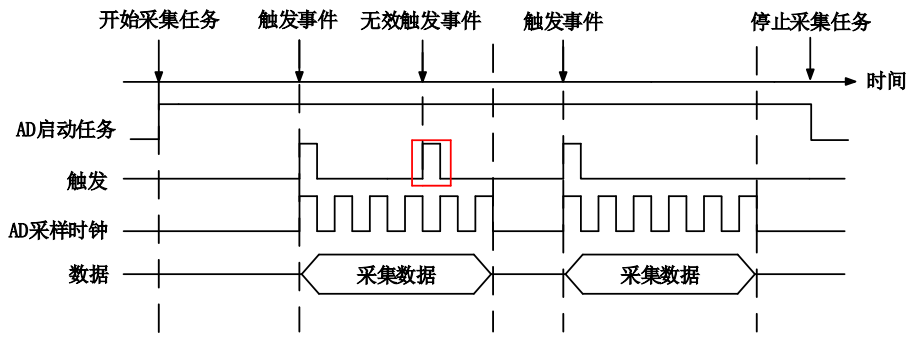 开始采集任务 触发事件 无效触发事件 触发事件 停止采集任务
时间
AD启动任务
触发
AD采样时钟
数据 采集数据 采集数据